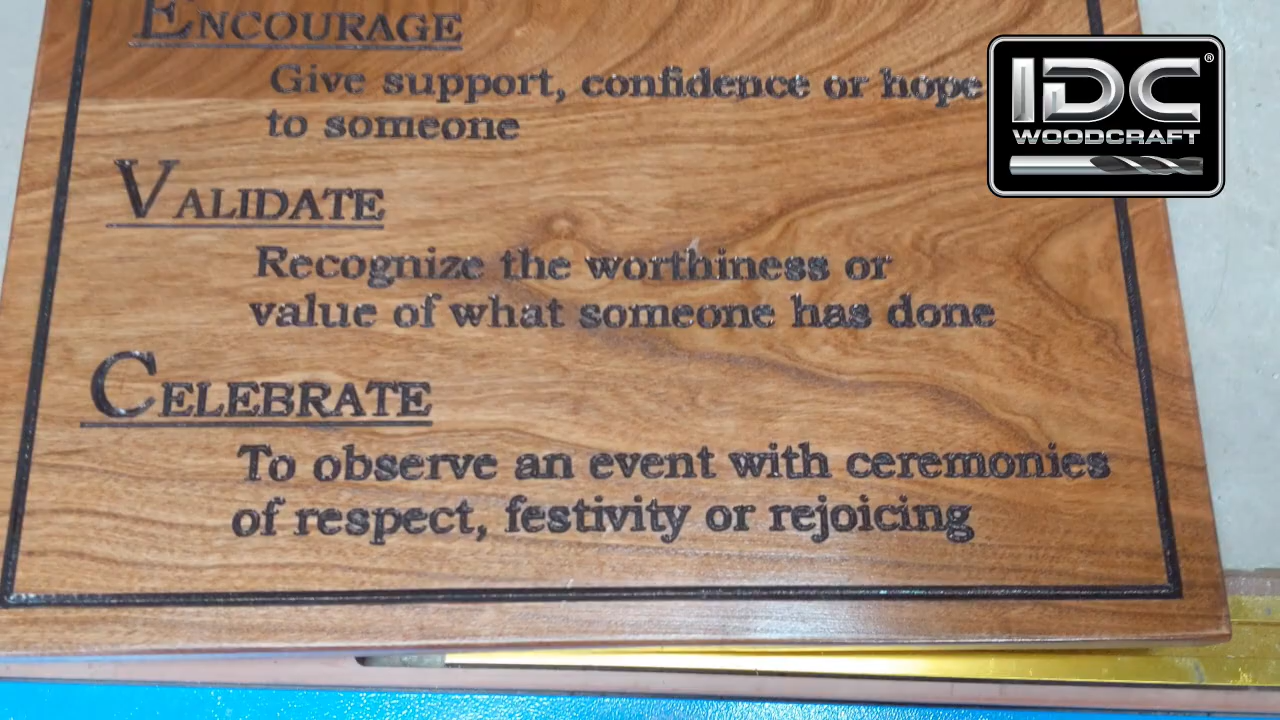 ENCOURAGE
Give support, confidence or hope
to someone
VALIDATE
Recognize the worthiness or
value of what someone has done
CELEBRATE
To observe an event with ceremonies
of respect, festivity or rejoicing
IDC®
WOODCRAFT